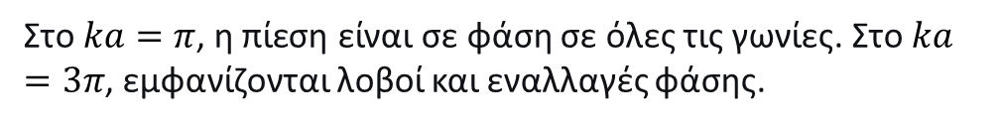 Στο ka = π, η πίεση είναι σε φάση σε όλες τις γωνίες. Στο ka
= 3π, εμφανίζονται λοβοί και εναλλαγές φάσης.